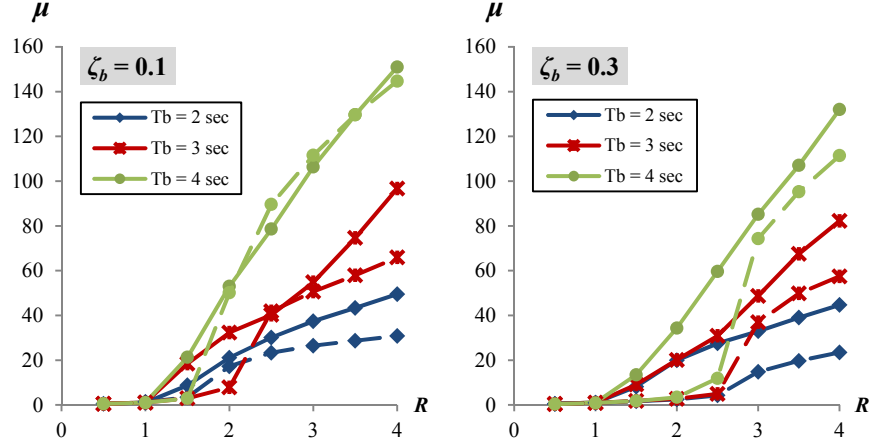 μ
160
140
120
100
80
60
40
20
0
0
1
2
3
4
R
ζb = 0.1
Tb = 2 sec
Tb = 3 sec
Tb = 4 sec
μ
160
140
120
100
80
60
40
20
0
0
1
2
3
4
R
ζb = 0.3
Tb = 2 sec
Tb = 3 sec
Tb = 4 sec